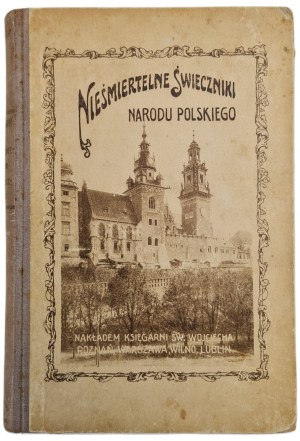 NIEŚMIERTELNE ŚWIECZNIKI
NARODU POLSKIEGO
NAKŁADEM KSIĘGARNI ŚW. WOJCIECHA
POZNAŃ, WARSZAWA, WILNO, LUBLIN.